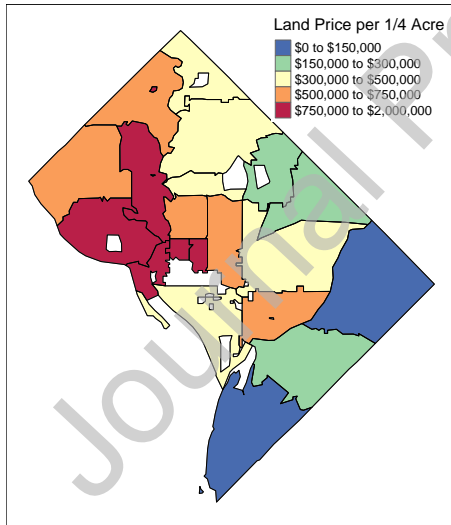 Land Price per 1/4 Acre
$0 to $150,000
$150,000 to $300,000
$300,000 to $500,000
$500,000 to $750,000
$750,000 to $2,000,000
Journal Pr